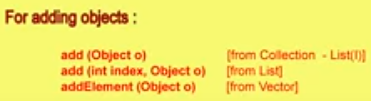 For adding objects :
add (Object o) [from Collection - List(I)]
add (int index, Object o) [from List]
addElement (Object o) [from Vector]